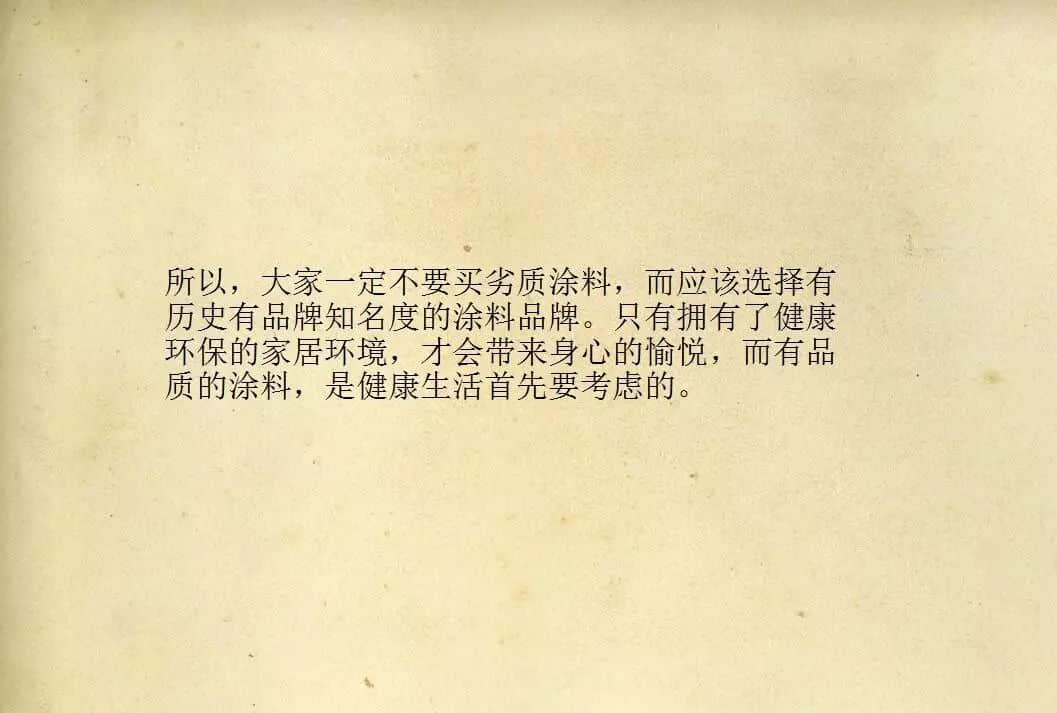 所以，大家一定不要买劣质涂料，而应该选择有
历史有品牌知名度的涂料品牌。只有拥有了健康
环保的家居环境，才会带来身心的愉悦，而有品
质的涂料，是健康生活首先要考虑的。